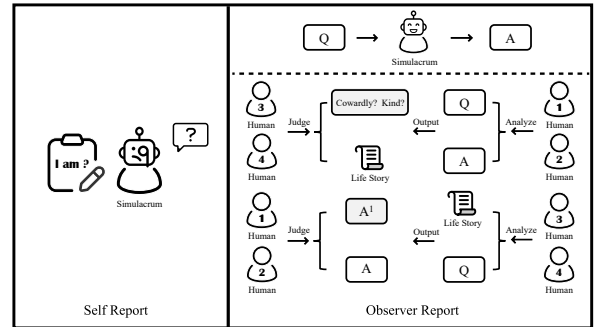 Q
A
Simulacrum
3
Human
4
Human
Judge
Cowardly? Kind?
Life Story
Output
Q
A
Analyze
1
Human
2
Human
I am ?
?
Simulacrum
1
Human
2
Human
Judge
A1
A
Output
Life Story
Q
Analyze
3
Human
4
Human
Self Report
Observer Report